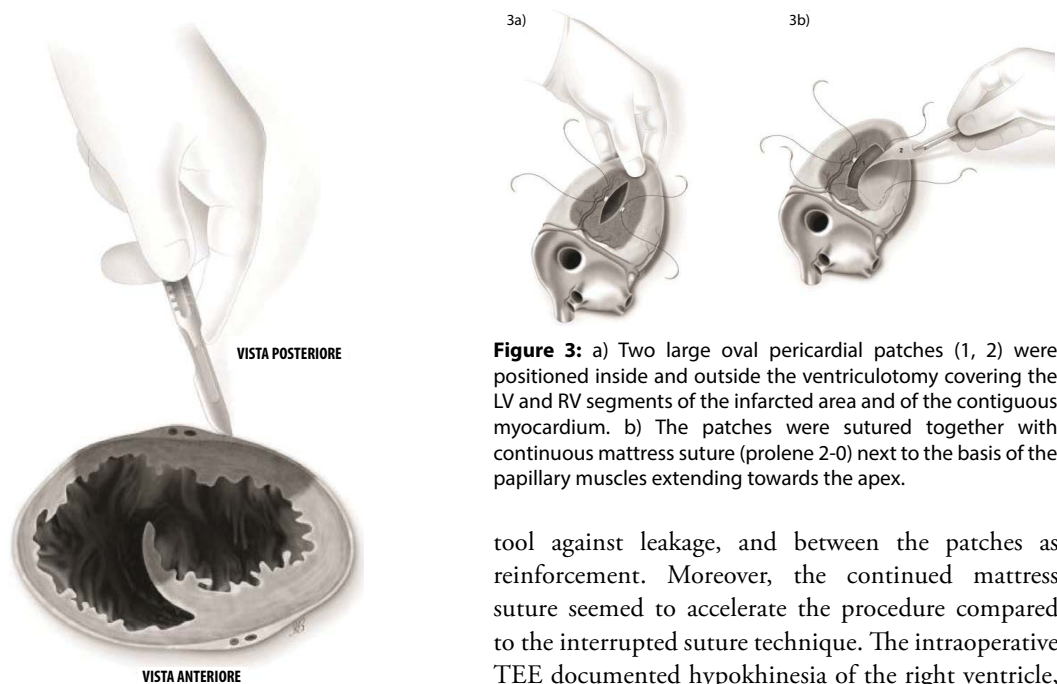 VISTA POSTERIORE
VISTA ANTERIORE
3a)
3b)
Figure 3: a) Two large oval pericardial patches (1, 2) were
positioned inside and outside the ventriculotomy covering the
LV and RV segments of the infarcted area and of the contiguous
myocardium. b) The patches were sutured together with
continuous mattress suture (prolene 2-0) next to the basis of the
papillary muscles extending towards the apex.
tool against leakage, and between the patches as
reinforcement. Moreover, the continued mattress
suture seemed to accelerate the procedure compared
to the interrupted suture technique. The intraoperative
TEE documented hypokhinesia of the right ventricle,